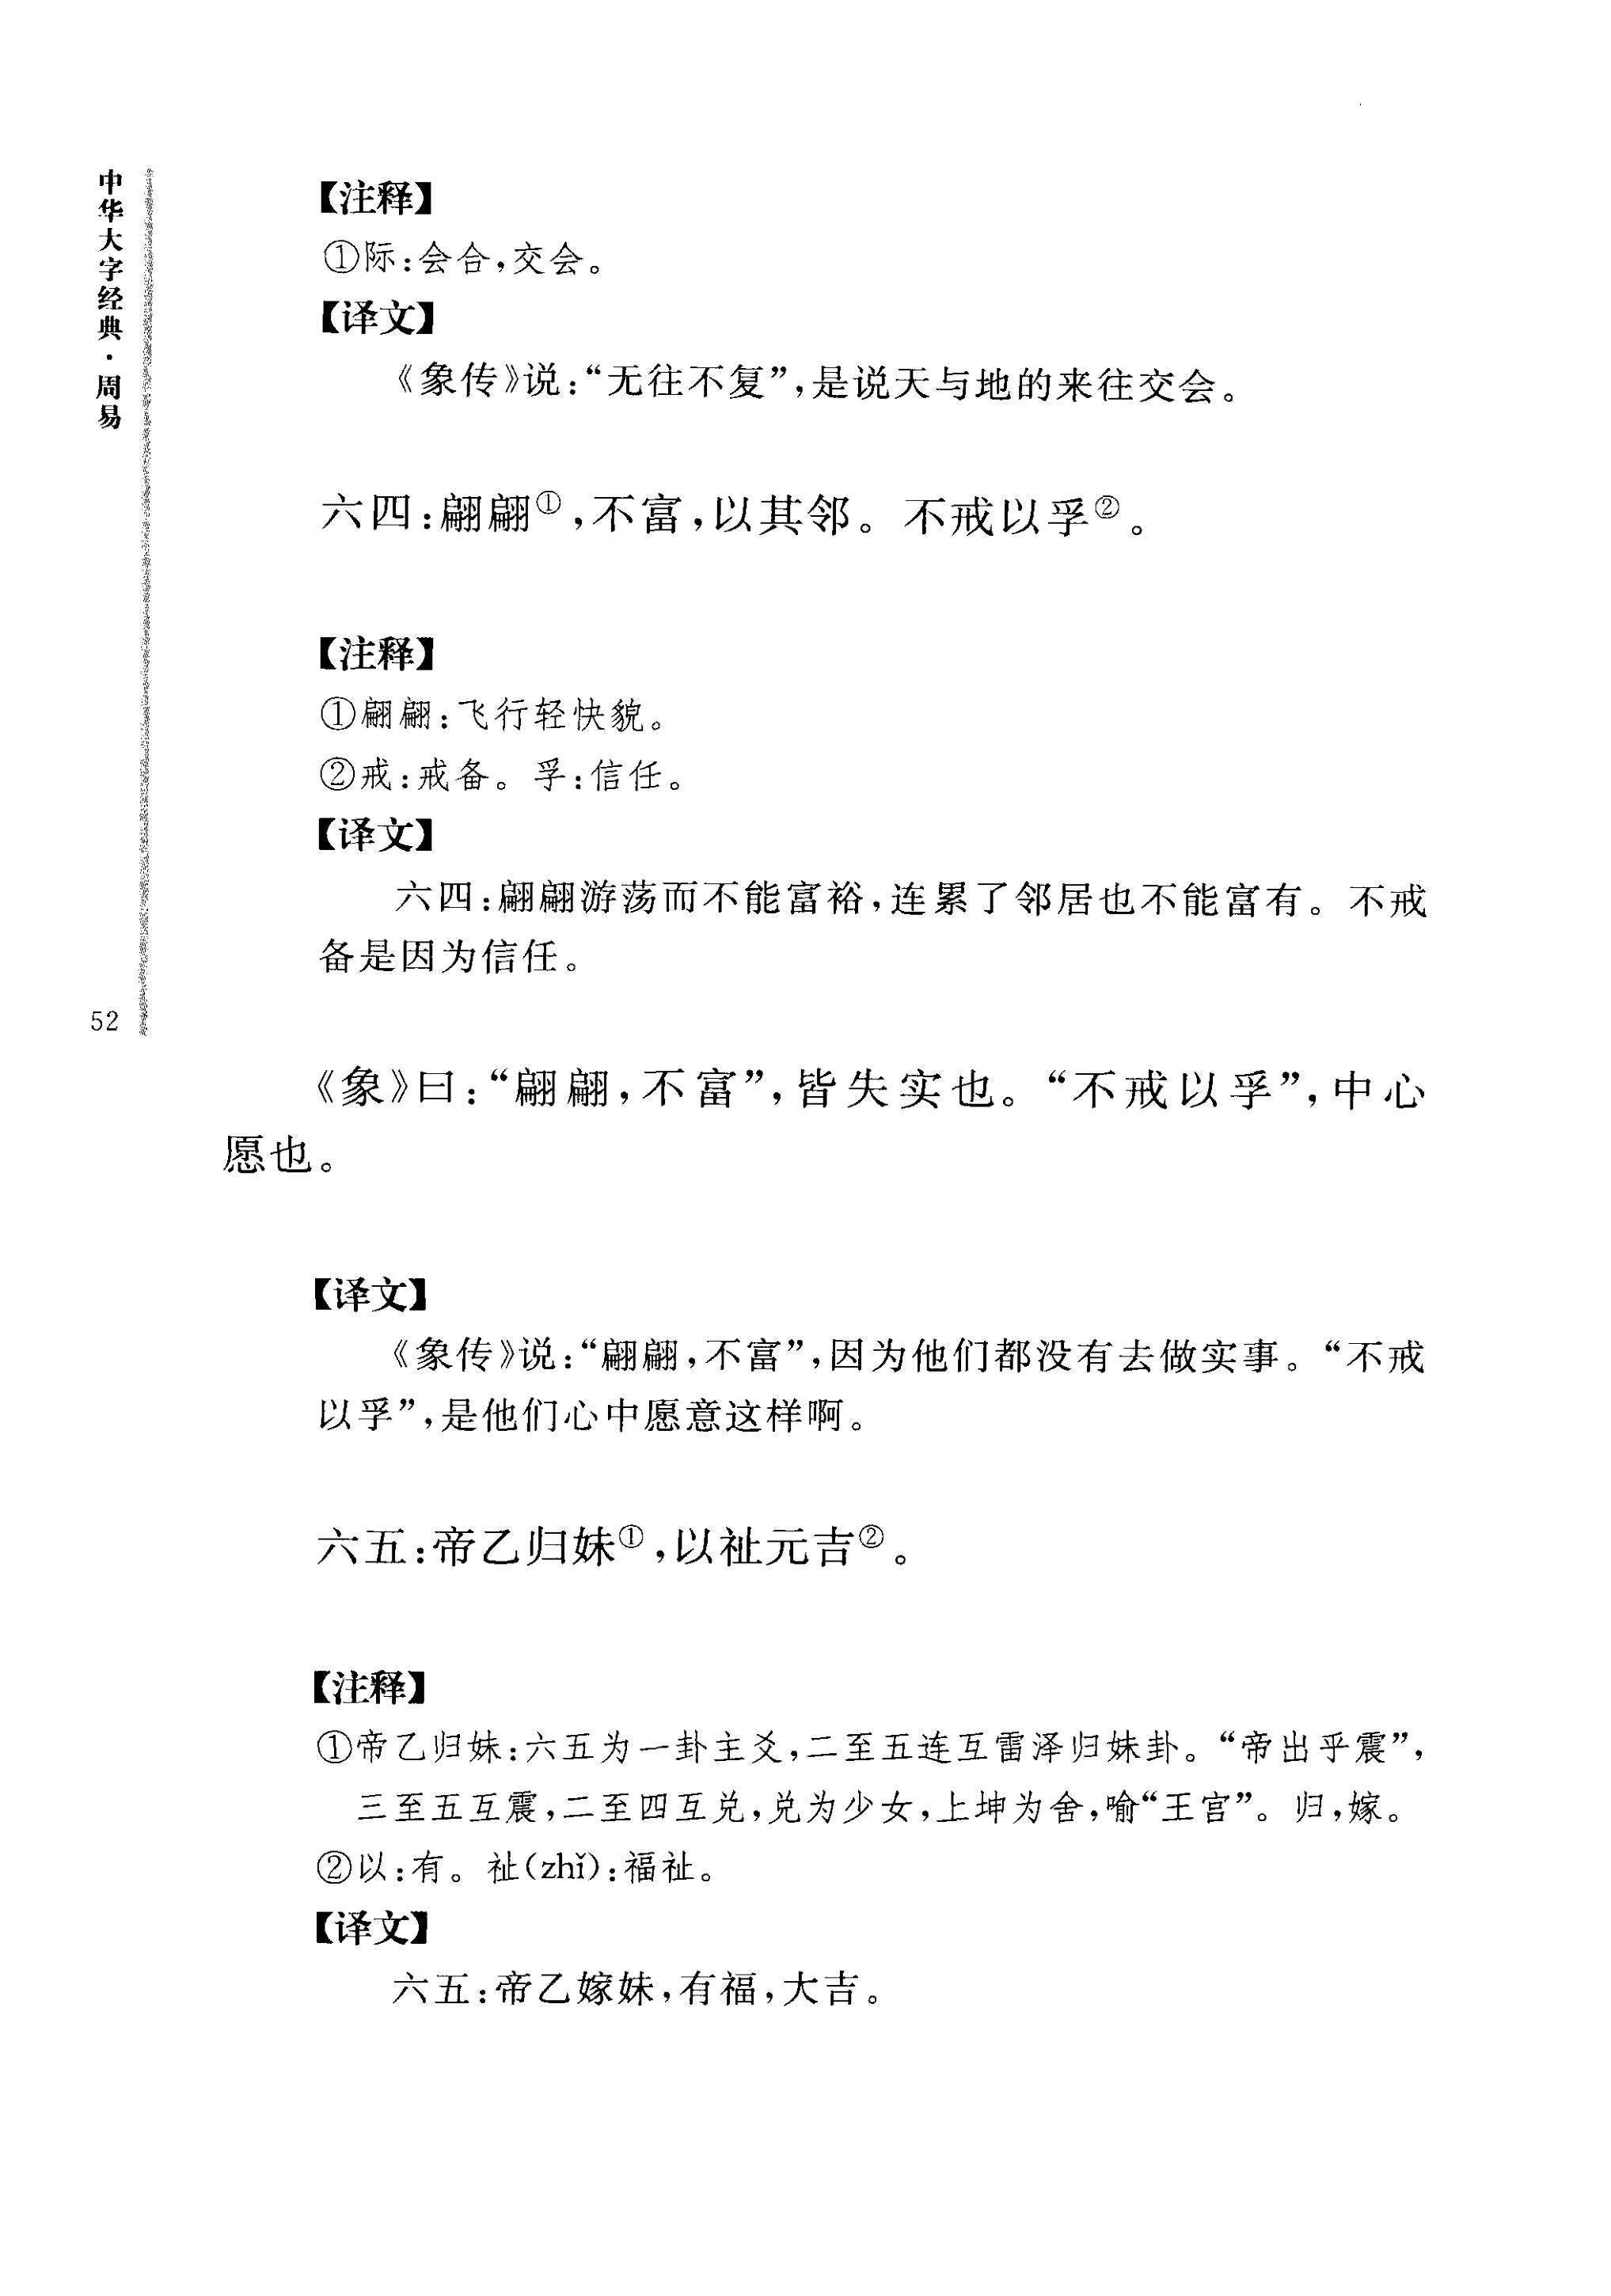 中华大字经典·周易
【注释】
①际:会合,交会。
【译文】
《象传》说:“无往不复”,是说天与地的来往交会。
六四:翩翩①,不富,以其邻。不戒以孚②。
【注释】
①翩翩:飞行轻快貌。
②戒:戒备。孚:信任。
【译文】
六四:翩翩游荡而不能富裕,连累了邻居也不能富有。不戒
备是因为信任。
52
《象》曰:“翩翩,不富”,皆失实也。“不戒以孚”,中心
愿也。
【译文】
《象传》说:“翩翩,不富”,因为他们都没有去做实事。“不戒
以孚”,是他们心中愿意这样啊。
六五:帝乙归妹①,以祉元吉②。
【注释】
①帝乙归妹:六五为一卦主爻,二至五连互雷泽归妹卦。“帝出乎震”,
三至五互震,二至四互兑,兑为少女,上坤为舍,喻“王宫”。归,嫁。
②以:有。祉(zhǐ):福祉。
【译文】
六五:帝乙嫁妹,有福,大吉。